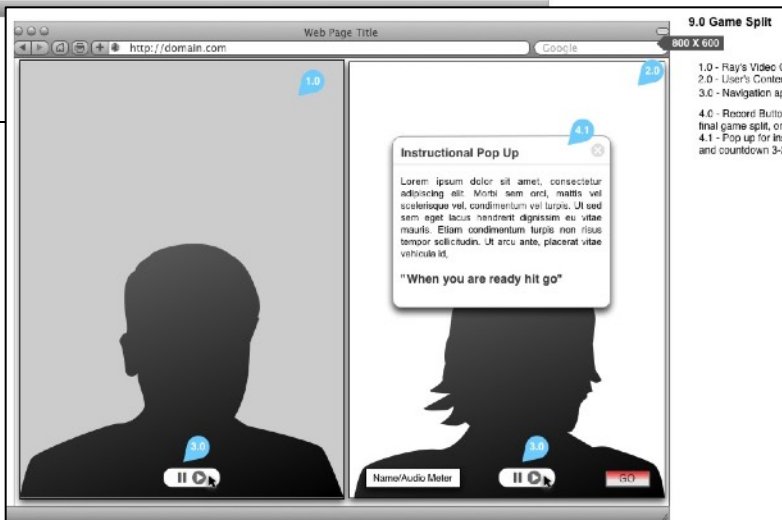 Web Page Title
http://domain.com
Google
9.0 Game Split
800 X 600
1.0 - Ray's Video
2.0 - User's
3.0 - Navigation
4.0 - Record
final game split,
4.1 - Pop up for
and countdown
1.0
2.0
4.1
Instructional Pop Up
Lorem ipsum dolor sit amet, consectetur
adipiscing elit. Morbi sem orci, mattis vel
scelerisque vel, condimentum vel turpis. Ut sed
sem eget lacus hendrerit dignissim eu vitae
mauris. Etiam condimentum turpis non risus
tempor sollicitudin. Ut arcu ante, placerat vitae
vehicula id,
"When you are ready hit go"
3.0
3.0
Name/Audio Meter
GO